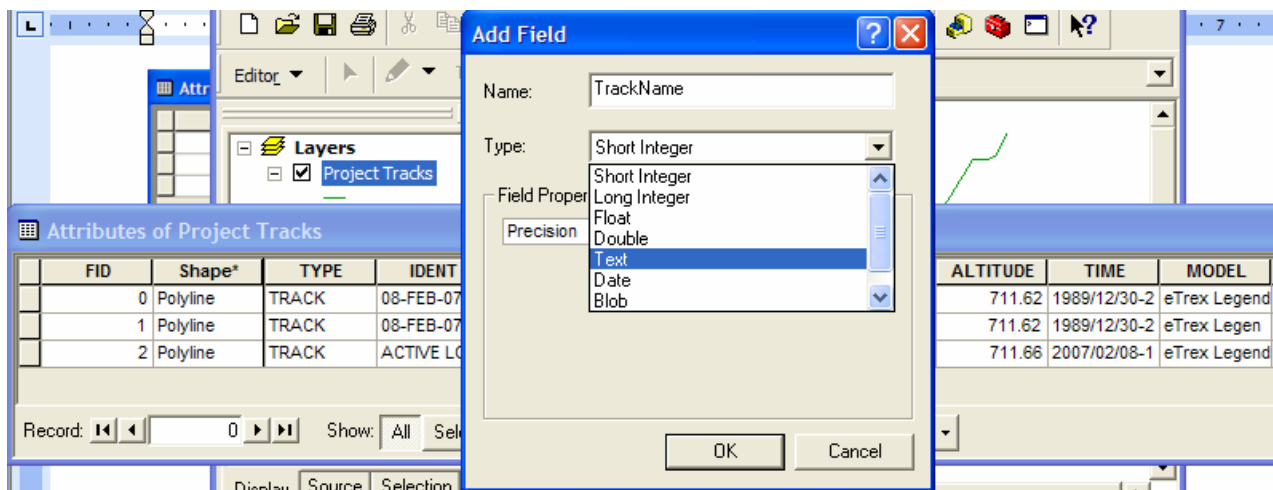 L 7
Editor
Attr
Layers
Project Tracks
Add Field
Name: TrackName
Type: Short Integer
Short Integer
Long Integer
Float
Double
Text
Date
Blob
Field Proper
Precision
Attributes of Project Tracks
FID Shape* TYPE IDENT ALTITUDE TIME MODEL
0 Polyline TRACK 08-FEB-07 711.62 1989/12/30-2 eTrex Legend
1 Polyline TRACK 08-FEB-07 711.62 1989/12/30-2 eTrex Legen
2 Polyline TRACK ACTIVE LO 711.66 2007/02/08-1 eTrex Legend
Record: 0 Show: All Sele
OK Cancel
Display Source Selection